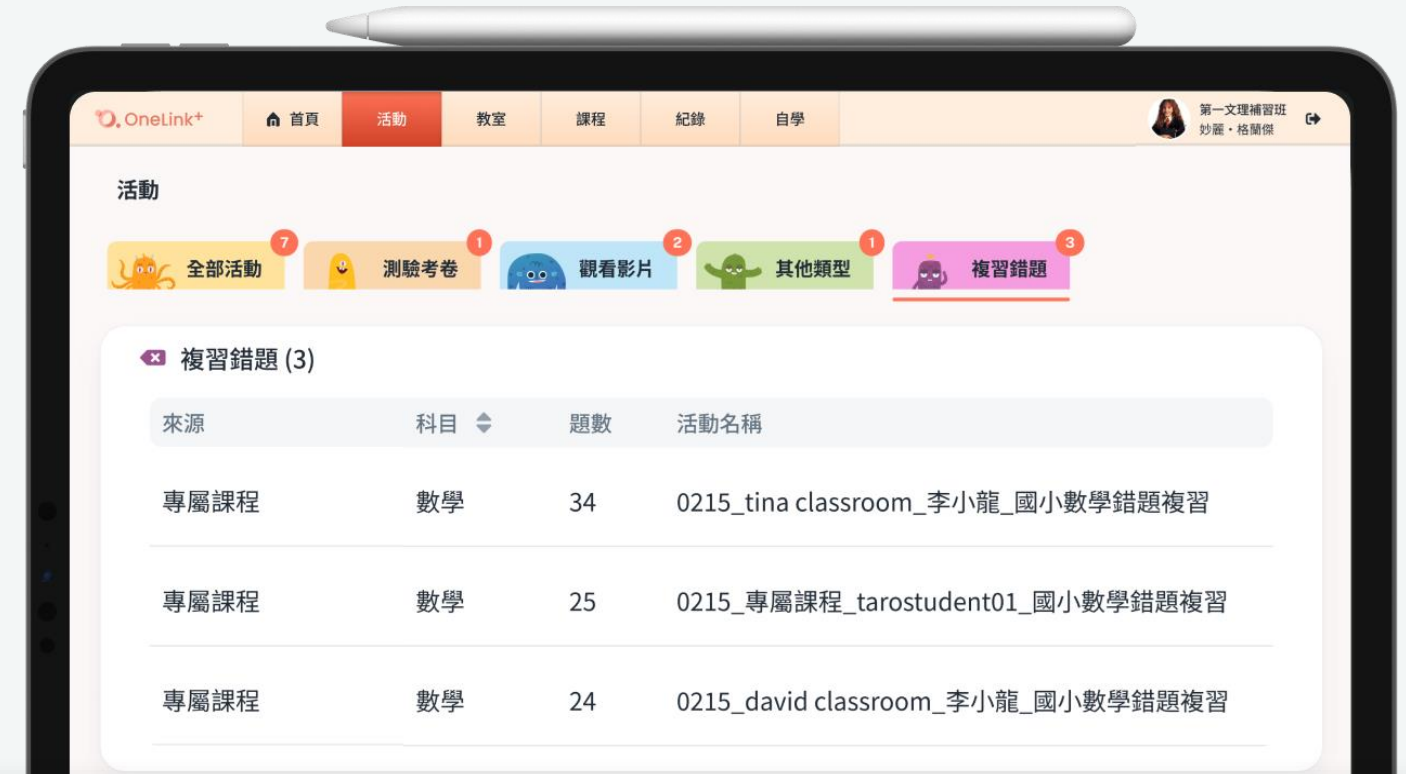 OneLink+
首頁
活動
教室
課程
紀錄
自學
第一文理補習班
妙麗・格蘭傑
活動
全部活動 7
測驗考卷 1
觀看影片 2
其他類型 1
複習錯題 3
複習錯題 (3)
來源 科目 題數 活動名稱
專屬課程 數學 34 0215_tina classroom_李小龍_國小數學錯題複習
專屬課程 數學 25 0215_專屬課程_tarostudent01_國小數學錯題複習
專屬課程 數學 24 0215_david classroom_李小龍_國小數學錯題複習